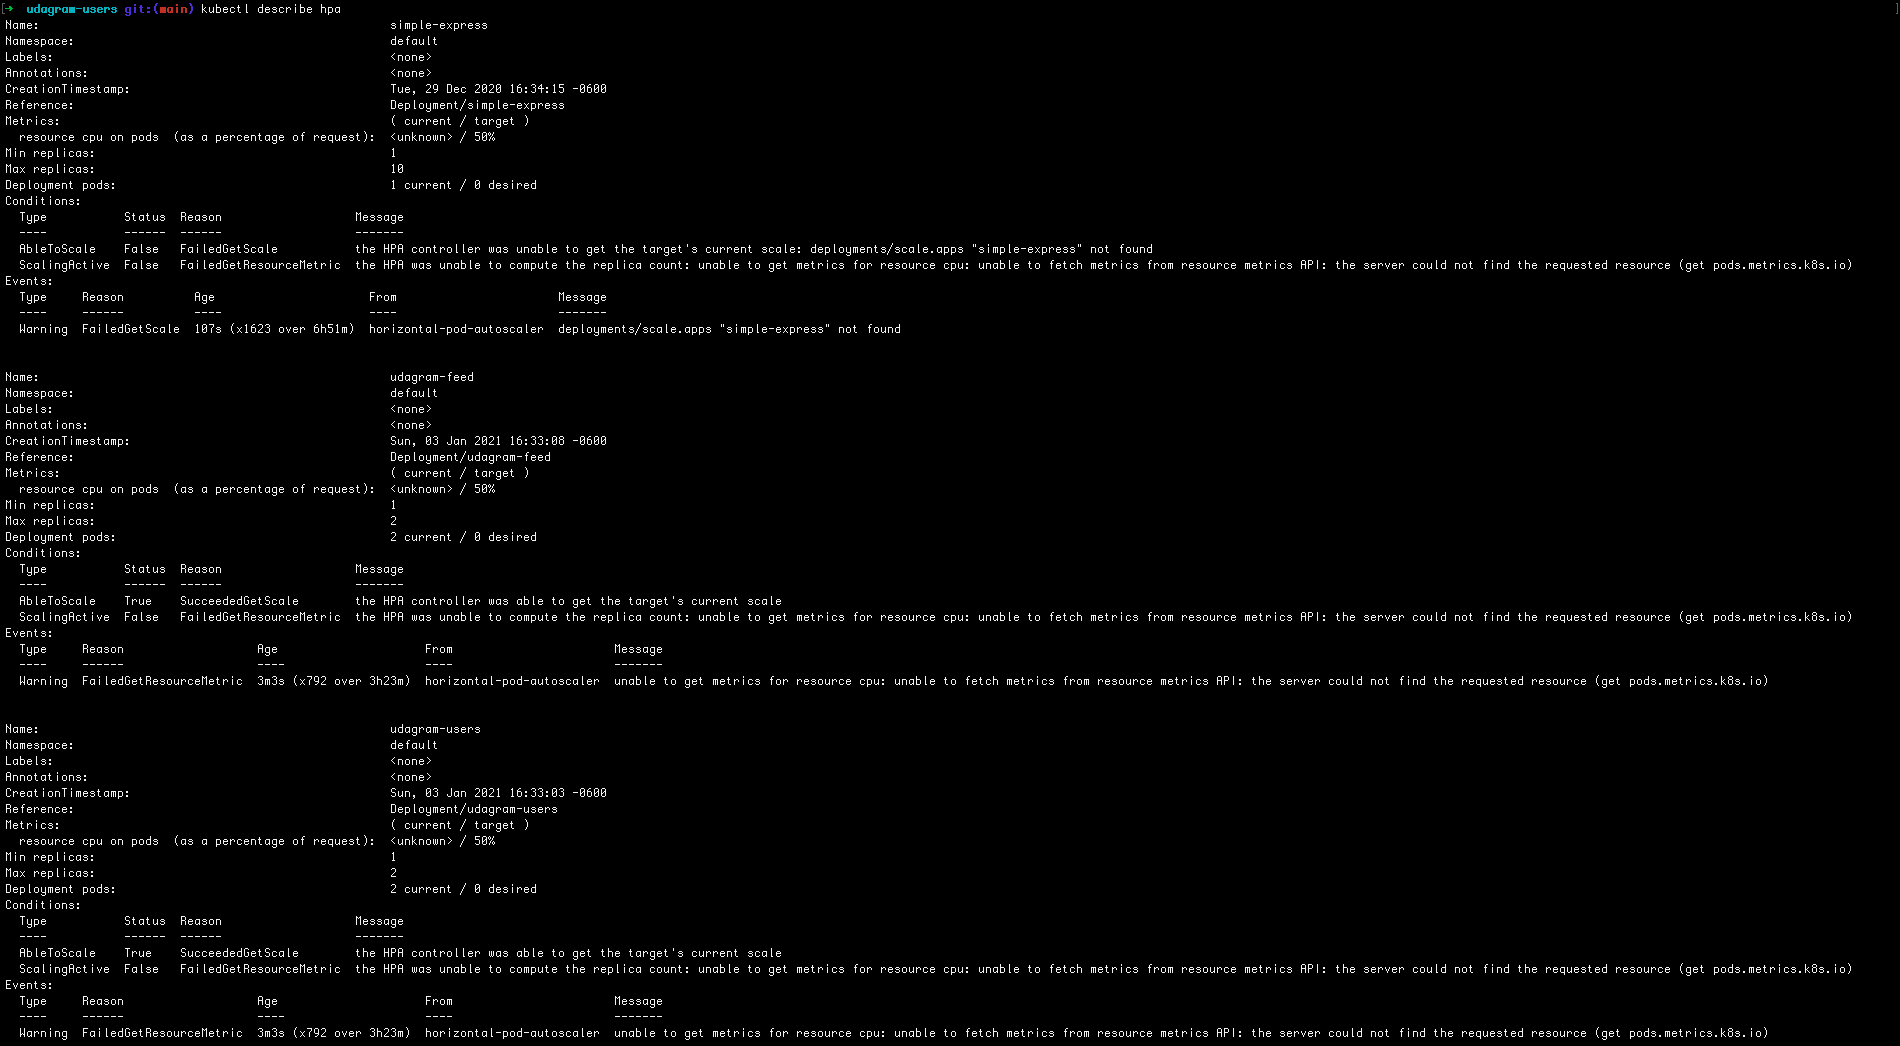 [➜  udagram-users git:(main) kubectl describe hpa ]
Name:                                                  simple-express
Namespace:                                             default
Labels:                                                <none>
Annotations:                                           <none>
CreationTimestamp:                                     Tue, 29 Dec 2020 16:34:15 -0600
Reference:                                             Deployment/simple-express
Metrics:                                               ( current / target )
  resource cpu on pods  (as a percentage of request):  <unknown> / 50%
Min replicas:                                          1
Max replicas:                                          10
Deployment pods:                                       1 current / 0 desired
Conditions:
  Type           Status  Reason                   Message
  ----           ------  ------                   -------
  AbleToScale    False   FailedGetScale           the HPA controller was unable to get the target's current scale: deployments/scale.apps "simple-express" not found
  ScalingActive  False   FailedGetResourceMetric  the HPA was unable to compute the replica count: unable to get metrics for resource cpu: unable to fetch metrics from resource metrics API: the server could not find the requested resource (get pods.metrics.k8s.io)
Events:
  Type     Reason          Age                      From                       Message
  ----     ------          ----                     ----                       -------
  Warning  FailedGetScale  107s (x1623 over 6h51m)  horizontal-pod-autoscaler  deployments/scale.apps "simple-express" not found
Name:                                                  udagram-feed
Namespace:                                             default
Labels:                                                <none>
Annotations:                                           <none>
CreationTimestamp:                                     Sun, 03 Jan 2021 16:33:08 -0600
Reference:                                             Deployment/udagram-feed
Metrics:                                               ( current / target )
  resource cpu on pods  (as a percentage of request):  <unknown> / 50%
Min replicas:                                          1
Max replicas:                                          2
Deployment pods:                                       2 current / 0 desired
Conditions:
  Type           Status  Reason                   Message
  ----           ------  ------                   -------
  AbleToScale    True    SucceededGetScale        the HPA controller was able to get the target's current scale
  ScalingActive  False   FailedGetResourceMetric  the HPA was unable to compute the replica count: unable to get metrics for resource cpu: unable to fetch metrics from resource metrics API: the server could not find the requested resource (get pods.metrics.k8s.io)
Events:
  Type     Reason                   Age                     From                       Message
  ----     ------                   ----                    ----                       -------
  Warning  FailedGetResourceMetric  3m3s (x792 over 3h23m)  horizontal-pod-autoscaler  unable to get metrics for resource cpu: unable to fetch metrics from resource metrics API: the server could not find the requested resource (get pods.metrics.k8s.io)
Name:                                                  udagram-users
Namespace:                                             default
Labels:                                                <none>
Annotations:                                           <none>
CreationTimestamp:                                     Sun, 03 Jan 2021 16:33:03 -0600
Reference:                                             Deployment/udagram-users
Metrics:                                               ( current / target )
  resource cpu on pods  (as a percentage of request):  <unknown> / 50%
Min replicas:                                          1
Max replicas:                                          2
Deployment pods:                                       2 current / 0 desired
Conditions:
  Type           Status  Reason                   Message
  ----           ------  ------                   -------
  AbleToScale    True    SucceededGetScale        the HPA controller was able to get the target's current scale
  ScalingActive  False   FailedGetResourceMetric  the HPA was unable to compute the replica count: unable to get metrics for resource cpu: unable to fetch metrics from resource metrics API: the server could not find the requested resource (get pods.metrics.k8s.io)
Events:
  Type     Reason                   Age                     From                       Message
  ----     ------                   ----                    ----                       -------
  Warning  FailedGetResourceMetric  3m3s (x792 over 3h23m)  horizontal-pod-autoscaler  unable to get metrics for resource cpu: unable to fetch metrics from resource metrics API: the server could not find the requested resource (get pods.metrics.k8s.io)